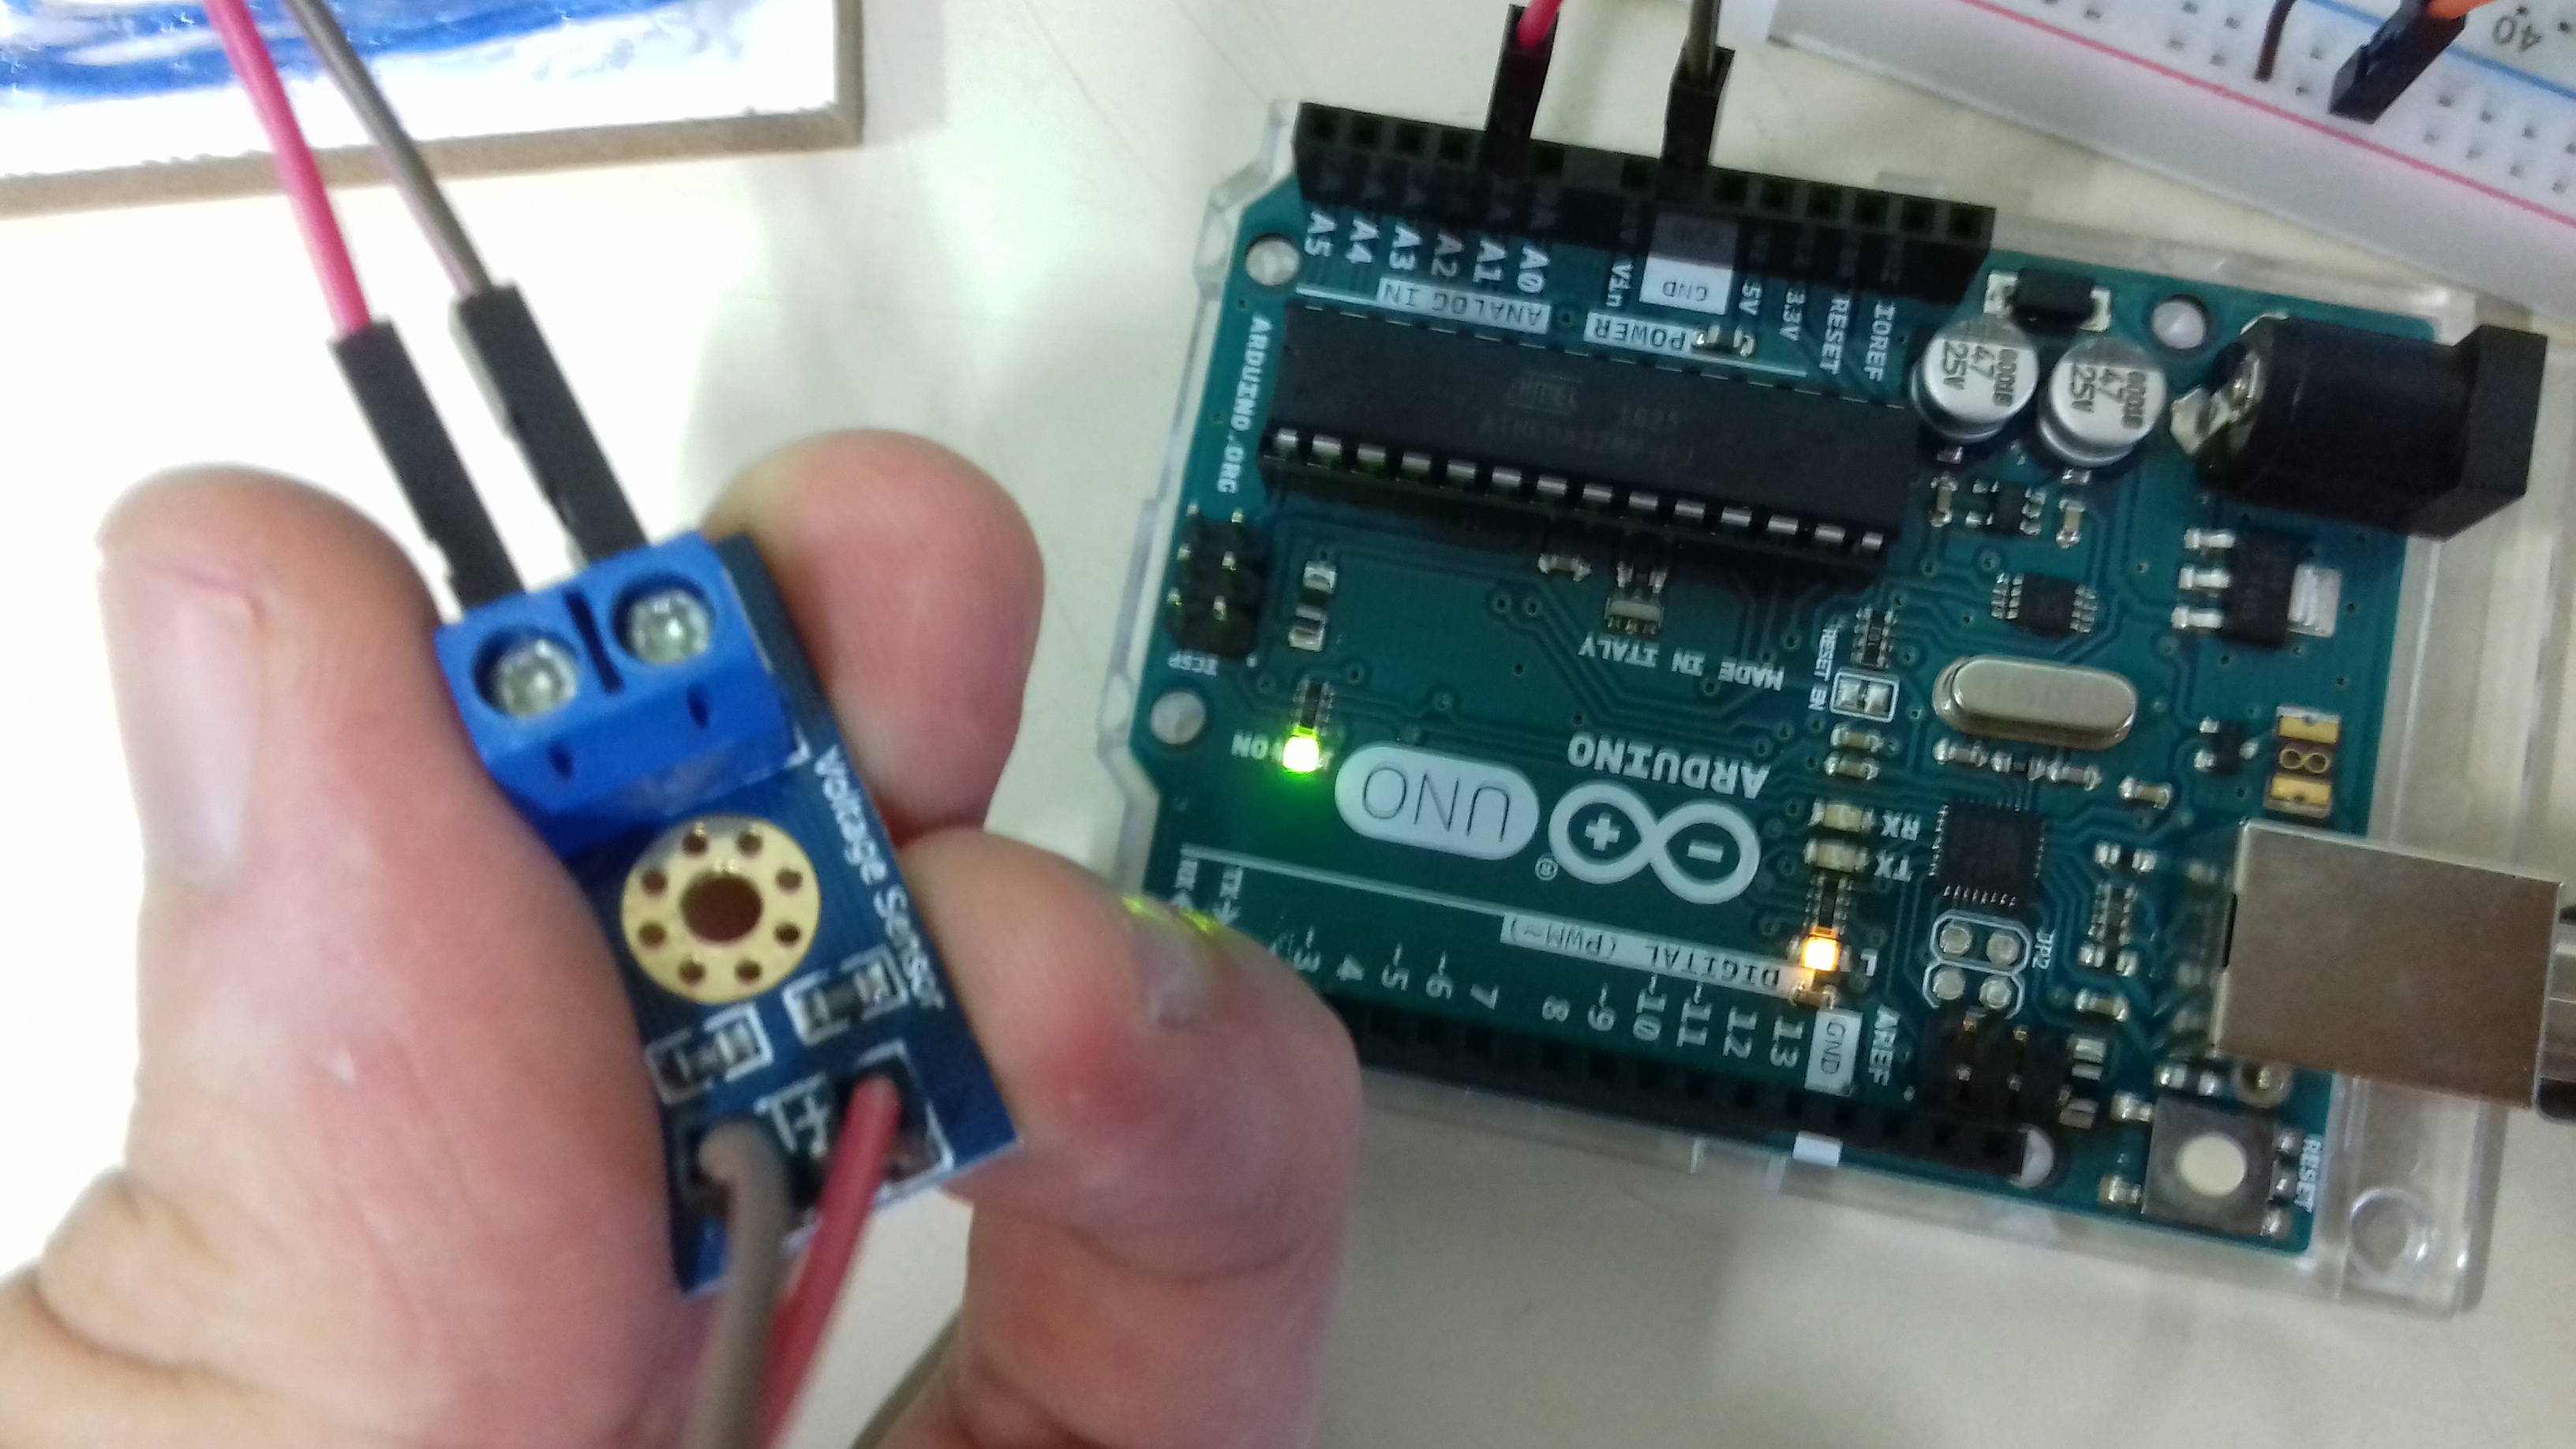 Voltage Sensor
RX←
TX→
~3
4
~5
~6
7
8
~9
~10
~11
12
13
GND
AREF
DIGITAL (PWM~)
ON
ICSP
ARDUINO.ORG
UNO
®
ARDUINO
MADE IN ITALY
ANALOG IN
A5
A4
A3
A2
A1
A0
POWER
Vin
GND
5V
3.3V
RESET
IOREF
L
TX
RX
RESET EN
JP2
47
25V
47
25V
RESET
40